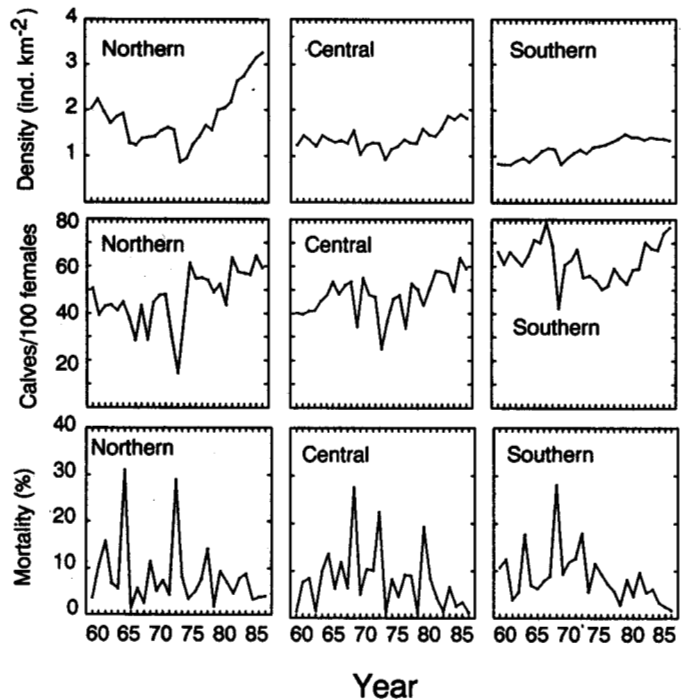 Density (ind. km-2)
4
3
2
1
Northern
Central
Southern
Calves/100 females
80
60
40
20
Northern
Central
Southern
Mortality (%)
40
30
20
10
0
Northern
Central
Southern
60 65 70 75 80 85
60 65 70 75 80 85
60 65 70 75 80 85
Year